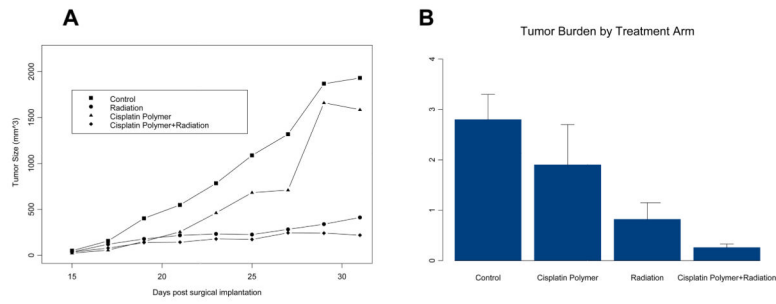 A
Tumor Size (mm^3)
2000
1500
1000
500
0
Control
Radiation
Cisplatin Polymer
Cisplatin Polymer+Radiation
15
20
25
30
Days post surgical implantation
B
Tumor Burden by Treatment Arm
4
3
2
1
0
Control
Cisplatin Polymer
Radiation
Cisplatin Polymer+Radiation